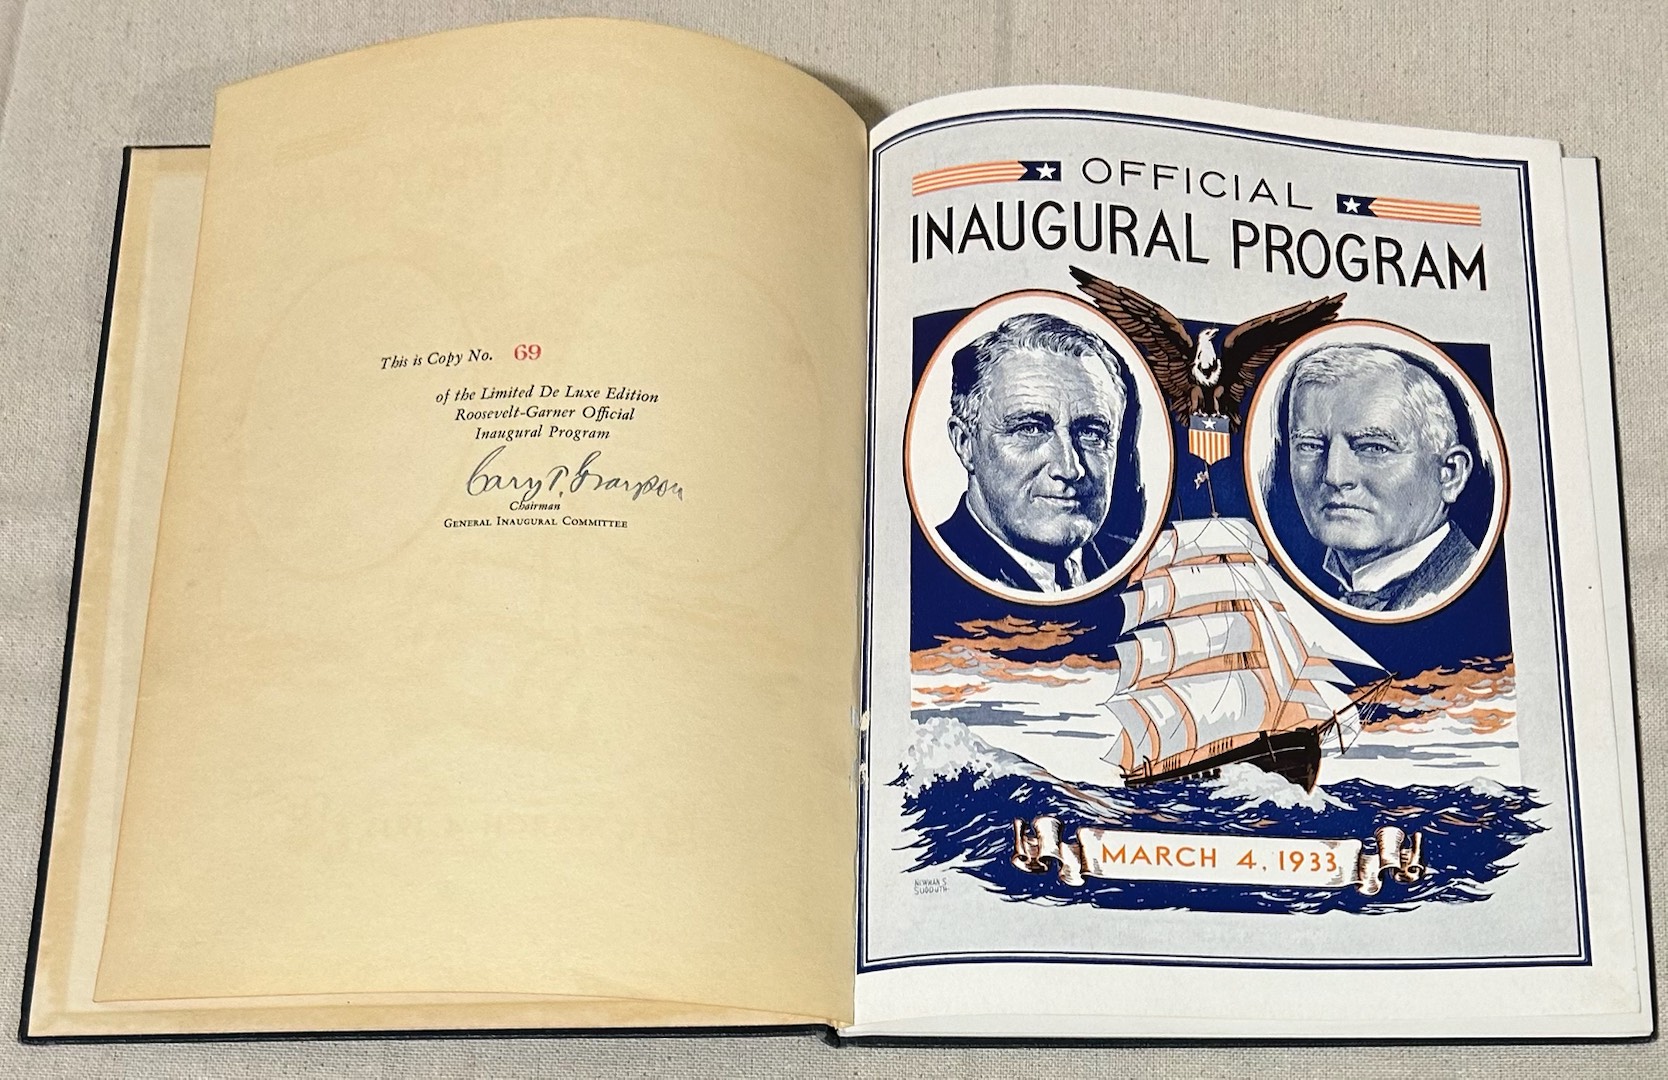 This is Copy No. 69
of the Limited De Luxe Edition
Roosevelt-Garner Official
Inaugural Program
Cary T. Grayson
Chairman
GENERAL INAUGURAL COMMITTEE
OFFICIAL
INAUGURAL PROGRAM
MARCH 4, 1933
NEWMAN S
SUDDUTH